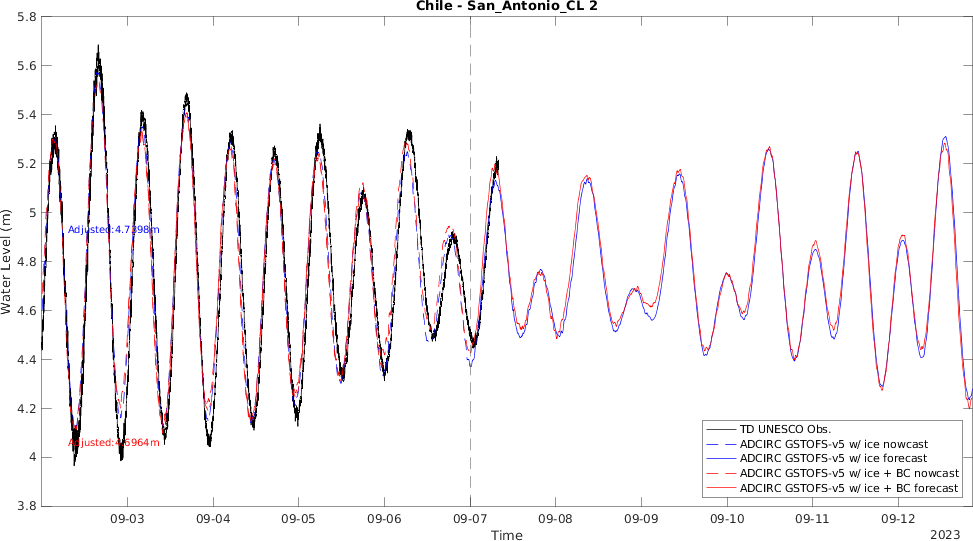 Chile - San_Antonio_CL 2
Water Level (m)
5.8
5.6
5.4
5.2
5
4.8
4.6
4.4
4.2
4
3.8
Adjusted:4.7398m
Adjusted:4.6964m
TD UNESCO Obs.
ADCIRC GSTOFS-v5 w/ ice nowcast
ADCIRC GSTOFS-v5 w/ ice forecast
ADCIRC GSTOFS-v5 w/ ice + BC nowcast
ADCIRC GSTOFS-v5 w/ ice + BC forecast
09-03 09-04 09-05 09-06 09-07 09-08 09-09 09-10 09-11 09-12
Time
2023